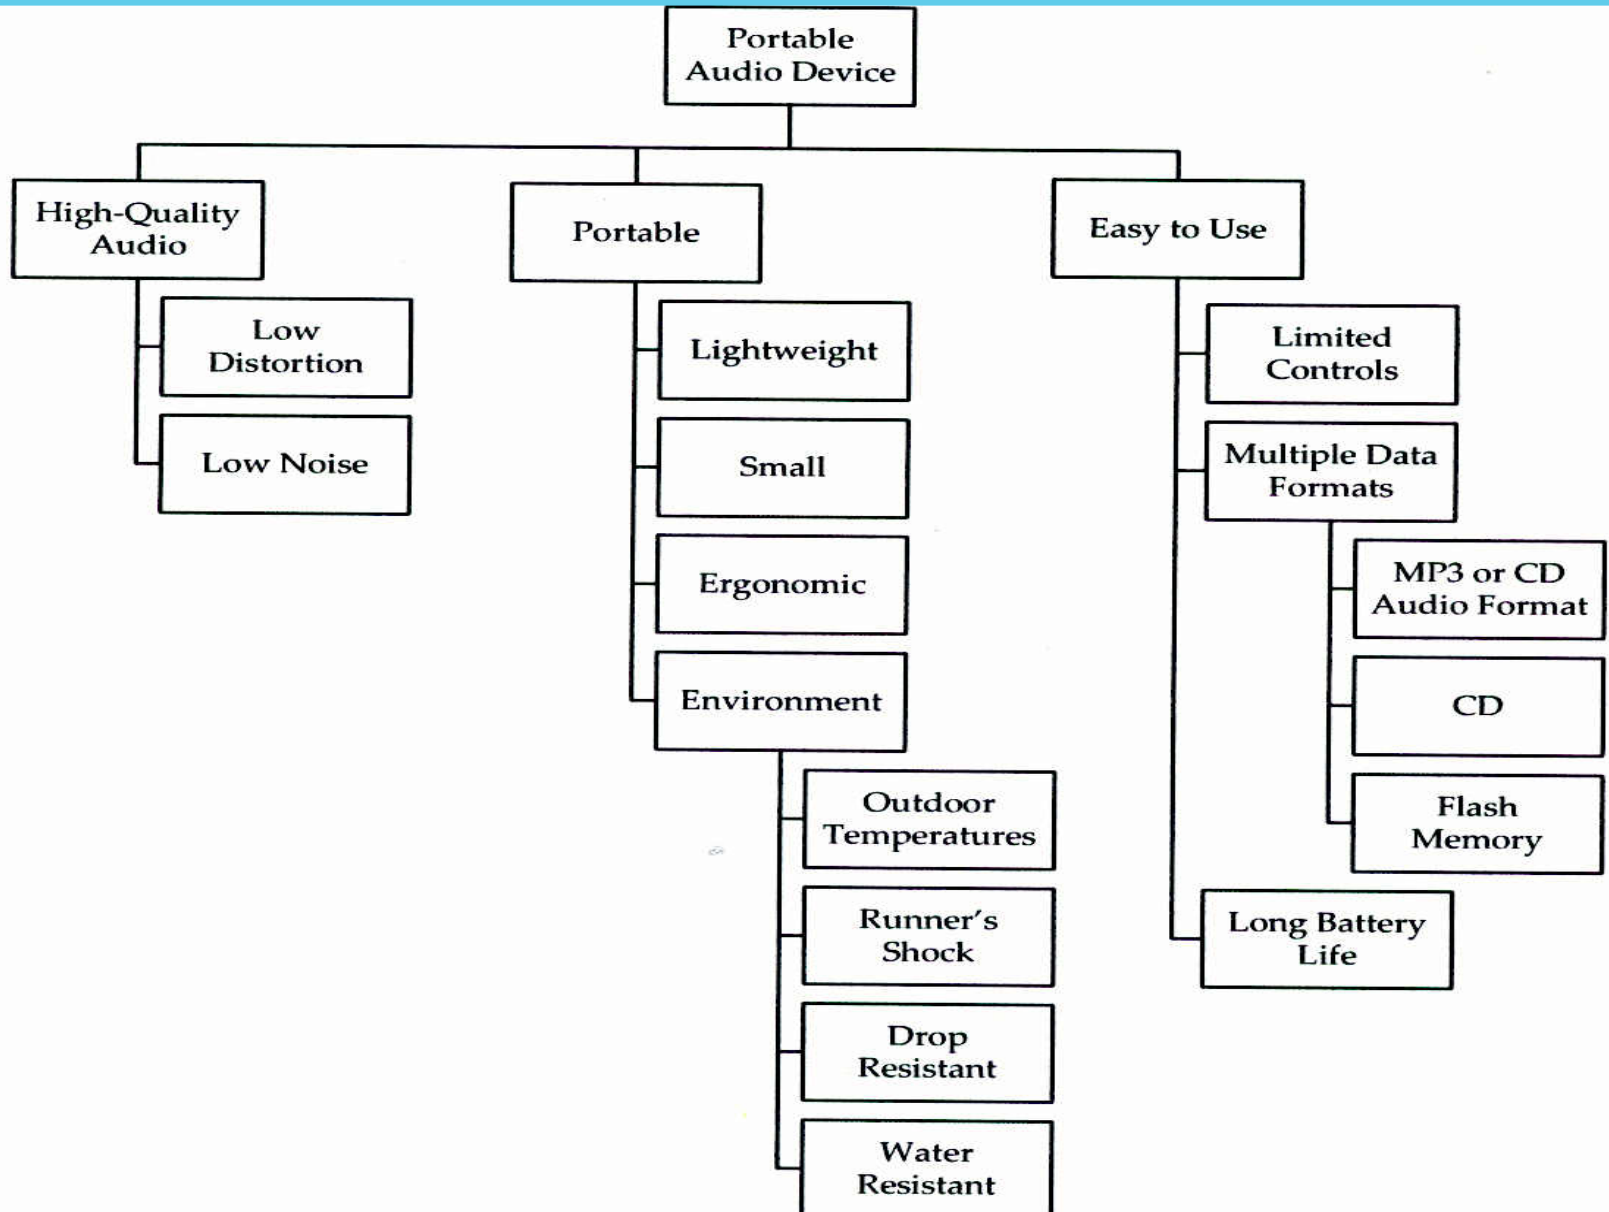 Portable
Audio Device
High-Quality
Audio
Low
Distortion
Low Noise
Portable
Lightweight
Small
Ergonomic
Environment
Outdoor
Temperatures
Runner's
Shock
Drop
Resistant
Water
Resistant
Easy to Use
Limited
Controls
Multiple Data
Formats
MP3 or CD
Audio Format
CD
Flash
Memory
Long Battery
Life